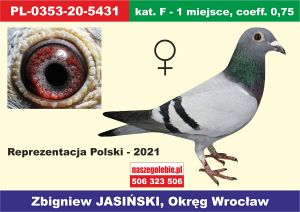 PL-0353-20-5431
kat. F - 1 miejsce, coeff. 0,75
♀
Reprezentacja Polski - 2021
naszegolebie.pl
506 323 506
Zbigniew JASIŃSKI, Okręg Wrocław